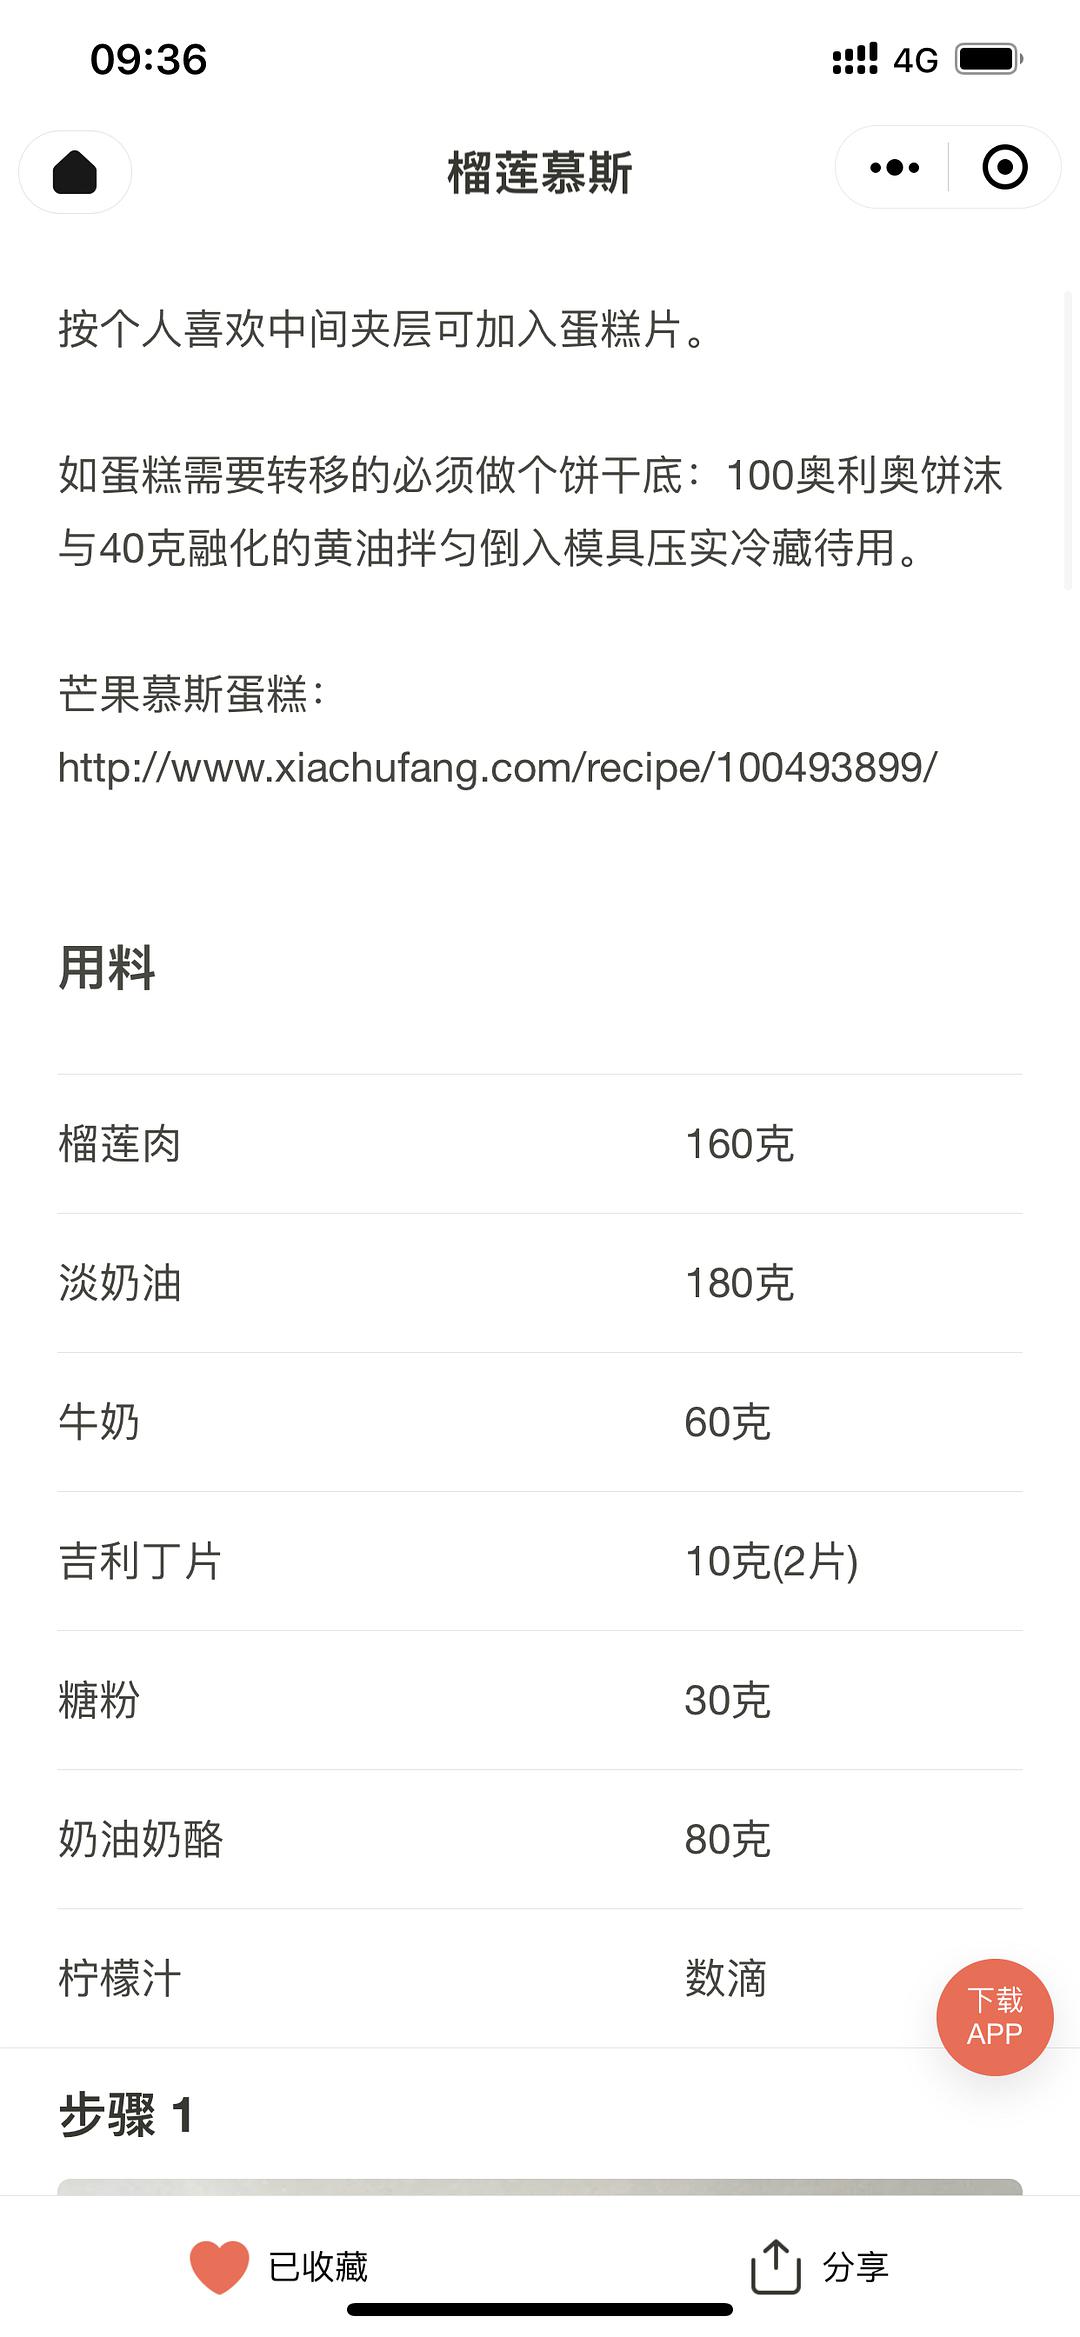 09:36
4G
榴莲慕斯
按个人喜欢中间夹层可加入蛋糕片。
如蛋糕需要转移的必须做个饼干底：100奥利奥饼沫
与40克融化的黄油拌匀倒入模具压实冷藏待用。
芒果慕斯蛋糕：
http://www.xiachufang.com/recipe/100493899/
用料
榴莲肉 160克
淡奶油 180克
牛奶 60克
吉利丁片 10克(2片)
糖粉 30克
奶油奶酪 80克
柠檬汁 数滴
下载
APP
步骤 1
已收藏 分享